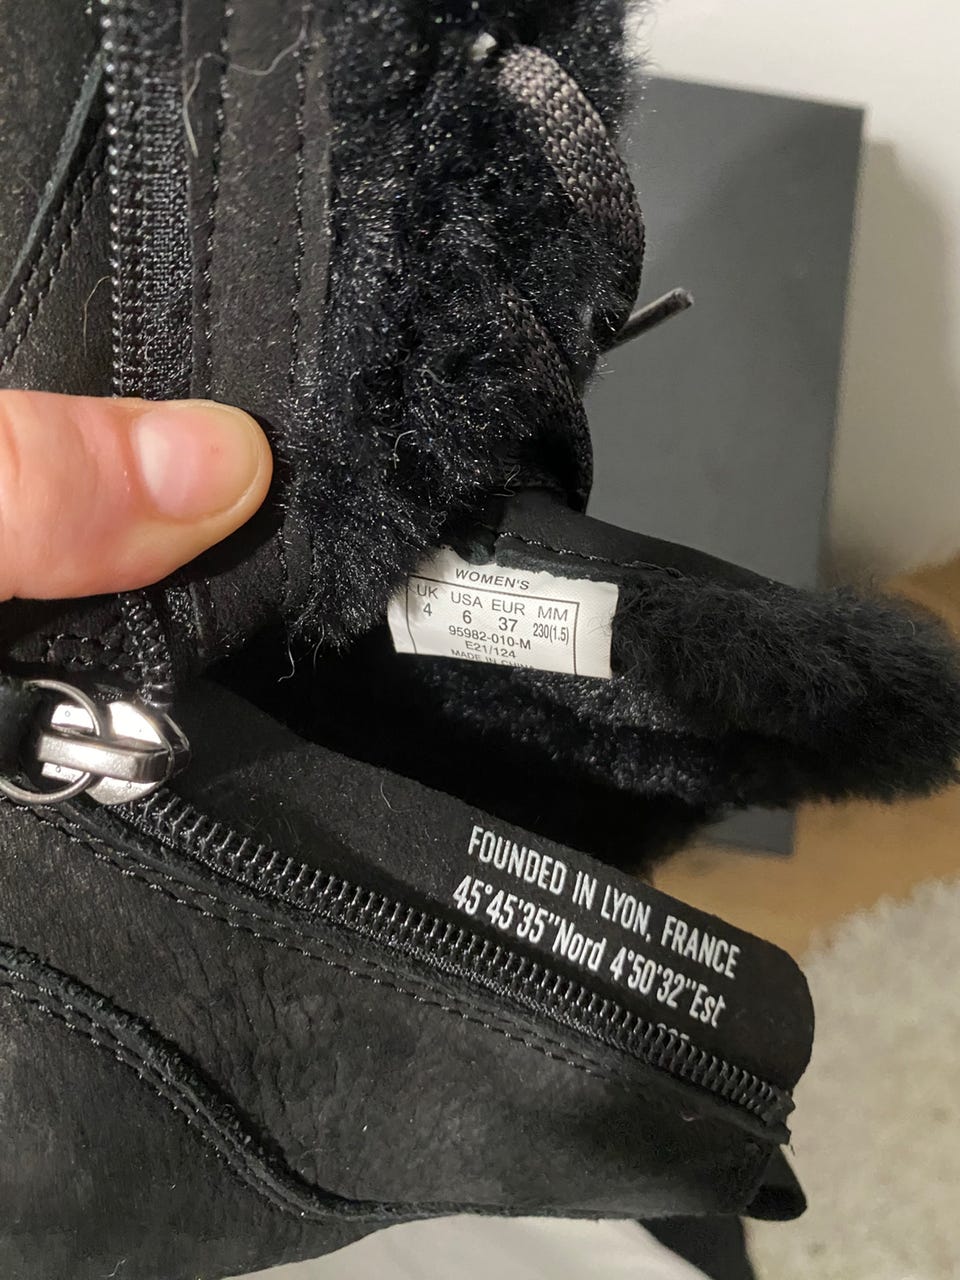 WOMEN'S
UK USA EUR MM
4 6 37 230(1.5)
95982-010-M
E21/124
MADE IN CHINA
FOUNDED IN LYON, FRANCE
45°45'35"Nord 4°50'32"Est